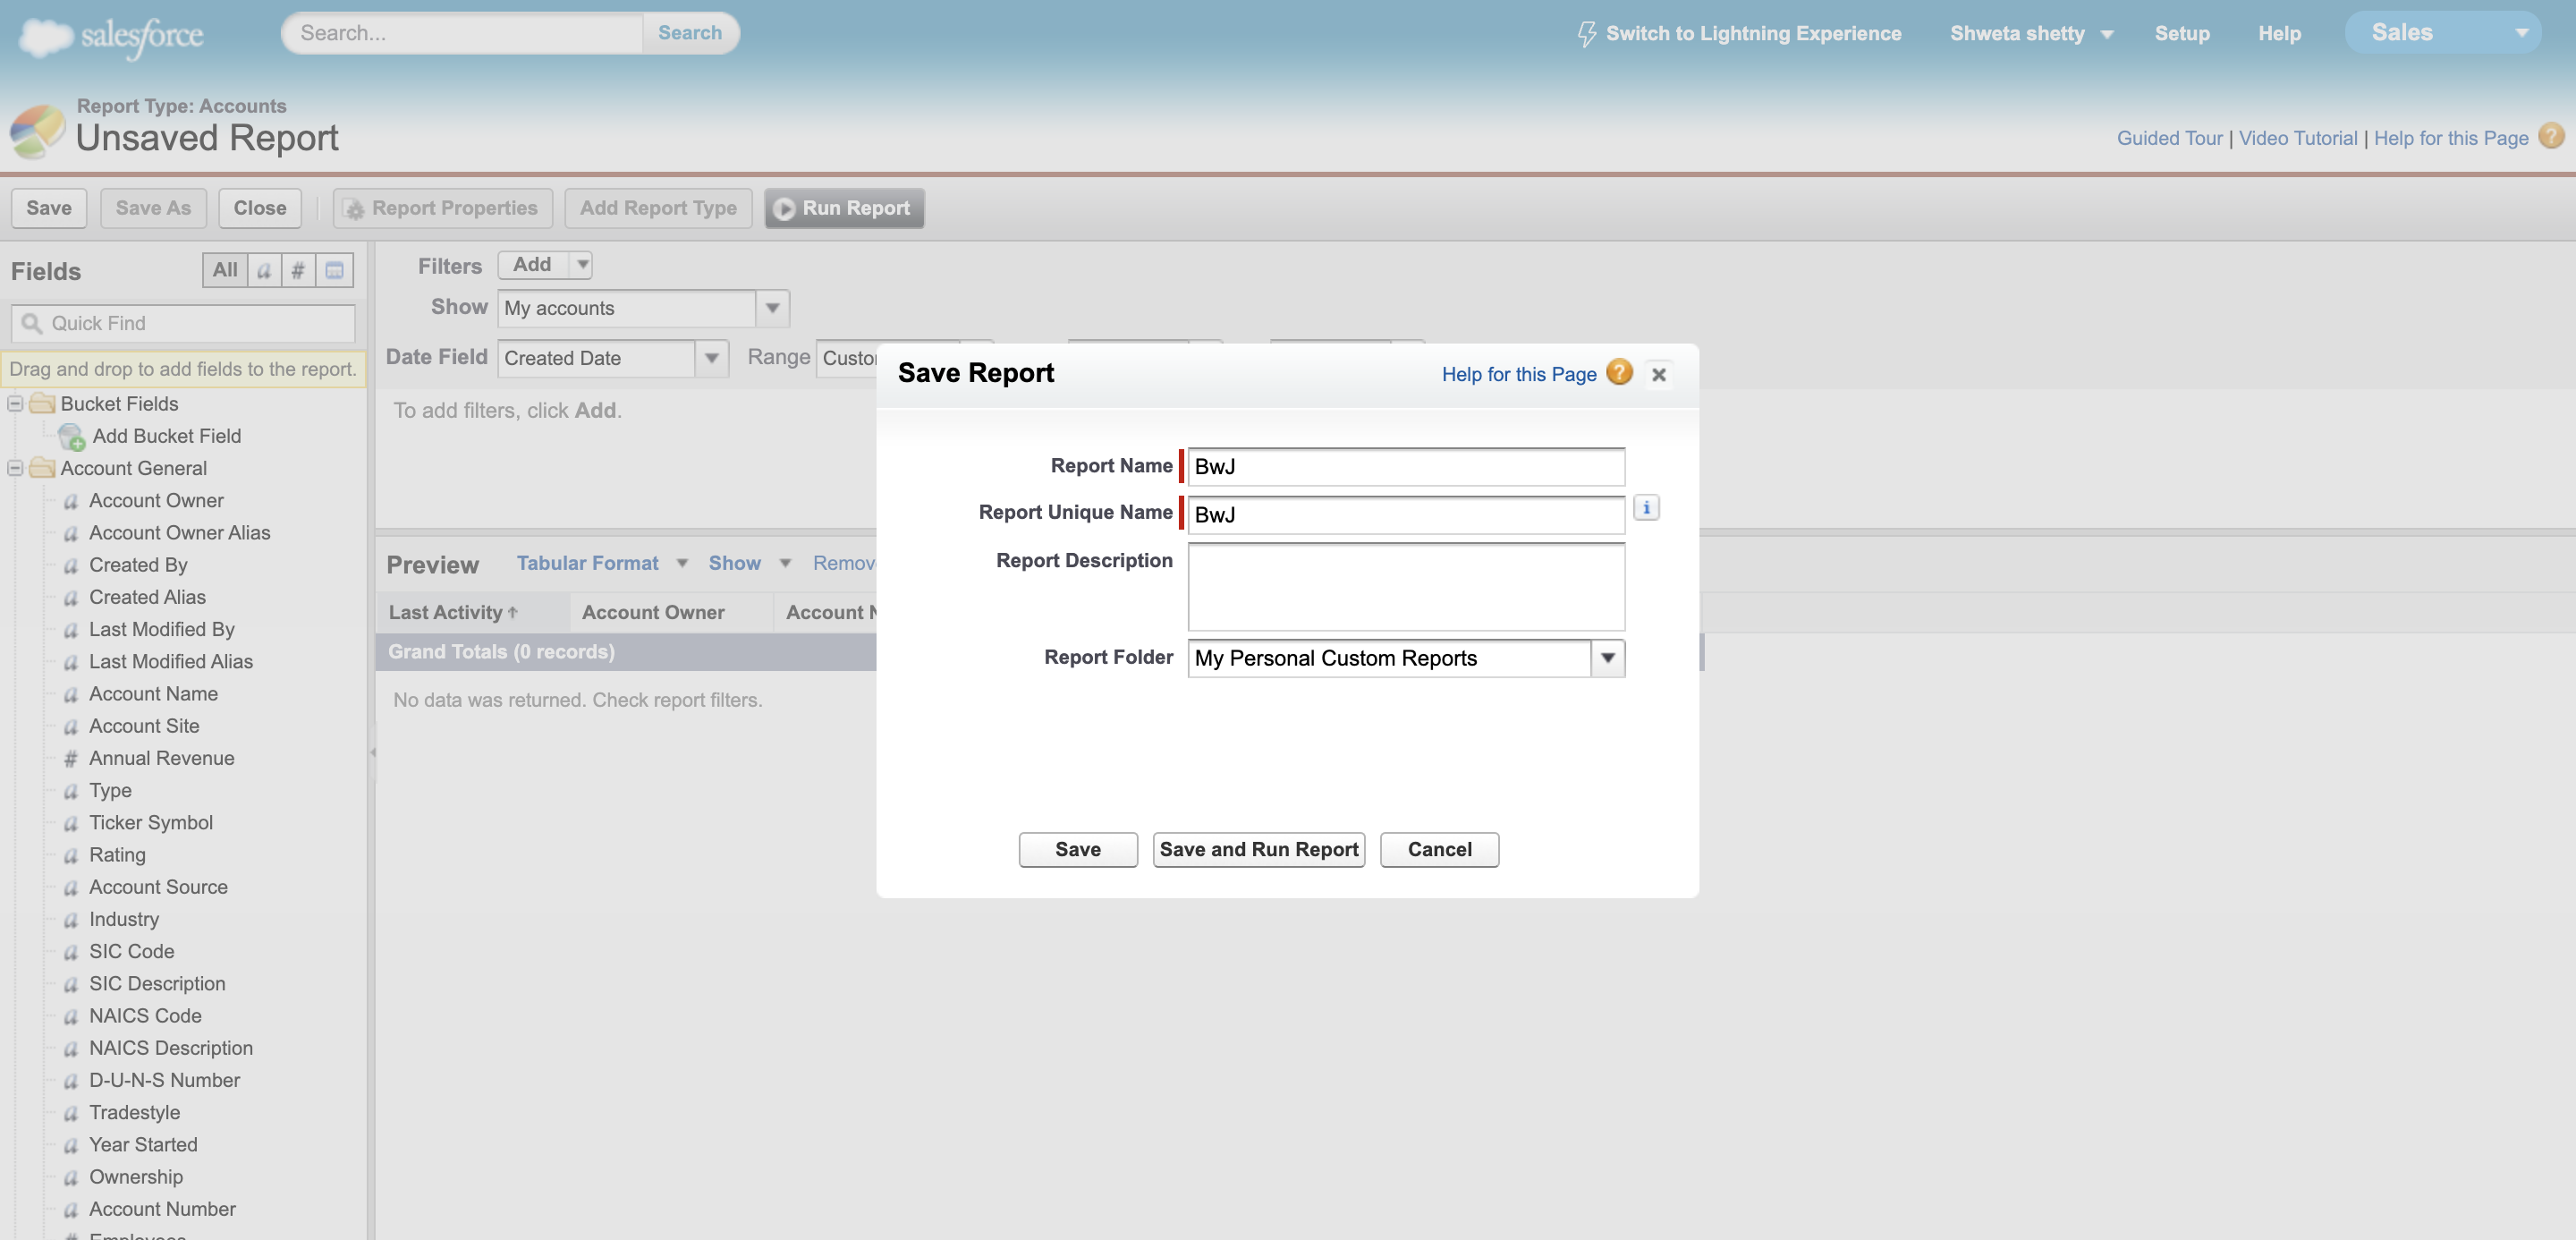 salesforce
Search...
Search
Switch to Lightning Experience
Shweta shetty
Setup
Help
Sales
Report Type: Accounts
Unsaved Report
Guided Tour | Video Tutorial | Help for this Page ?
Save
Save As
Close
Report Properties
Add Report Type
Run Report
Fields
All
a
#
Quick Find
Drag and drop to add fields to the report.
Bucket Fields
Add Bucket Field
Account General
a Account Owner
a Account Owner Alias
a Created By
a Created Alias
a Last Modified By
a Last Modified Alias
a Account Name
a Account Site
# Annual Revenue
a Type
a Ticker Symbol
a Rating
a Account Source
a Industry
a SIC Code
a SIC Description
a NAICS Code
a NAICS Description
a D-U-N-S Number
a Tradestyle
a Year Started
a Ownership
a Account Number
Filters
Add
Show
My accounts
Date Field
Created Date
Range
To add filters, click Add.
Preview
Tabular Format
Show
Last Activity
Account Owner
Account
Grand Totals (0 records)
No data was returned. Check report filters.
Save Report
Help for this Page ?
Report Name
BwJ
Report Unique Name
BwJ
i
Report Description
Report Folder
My Personal Custom Reports
Save
Save and Run Report
Cancel